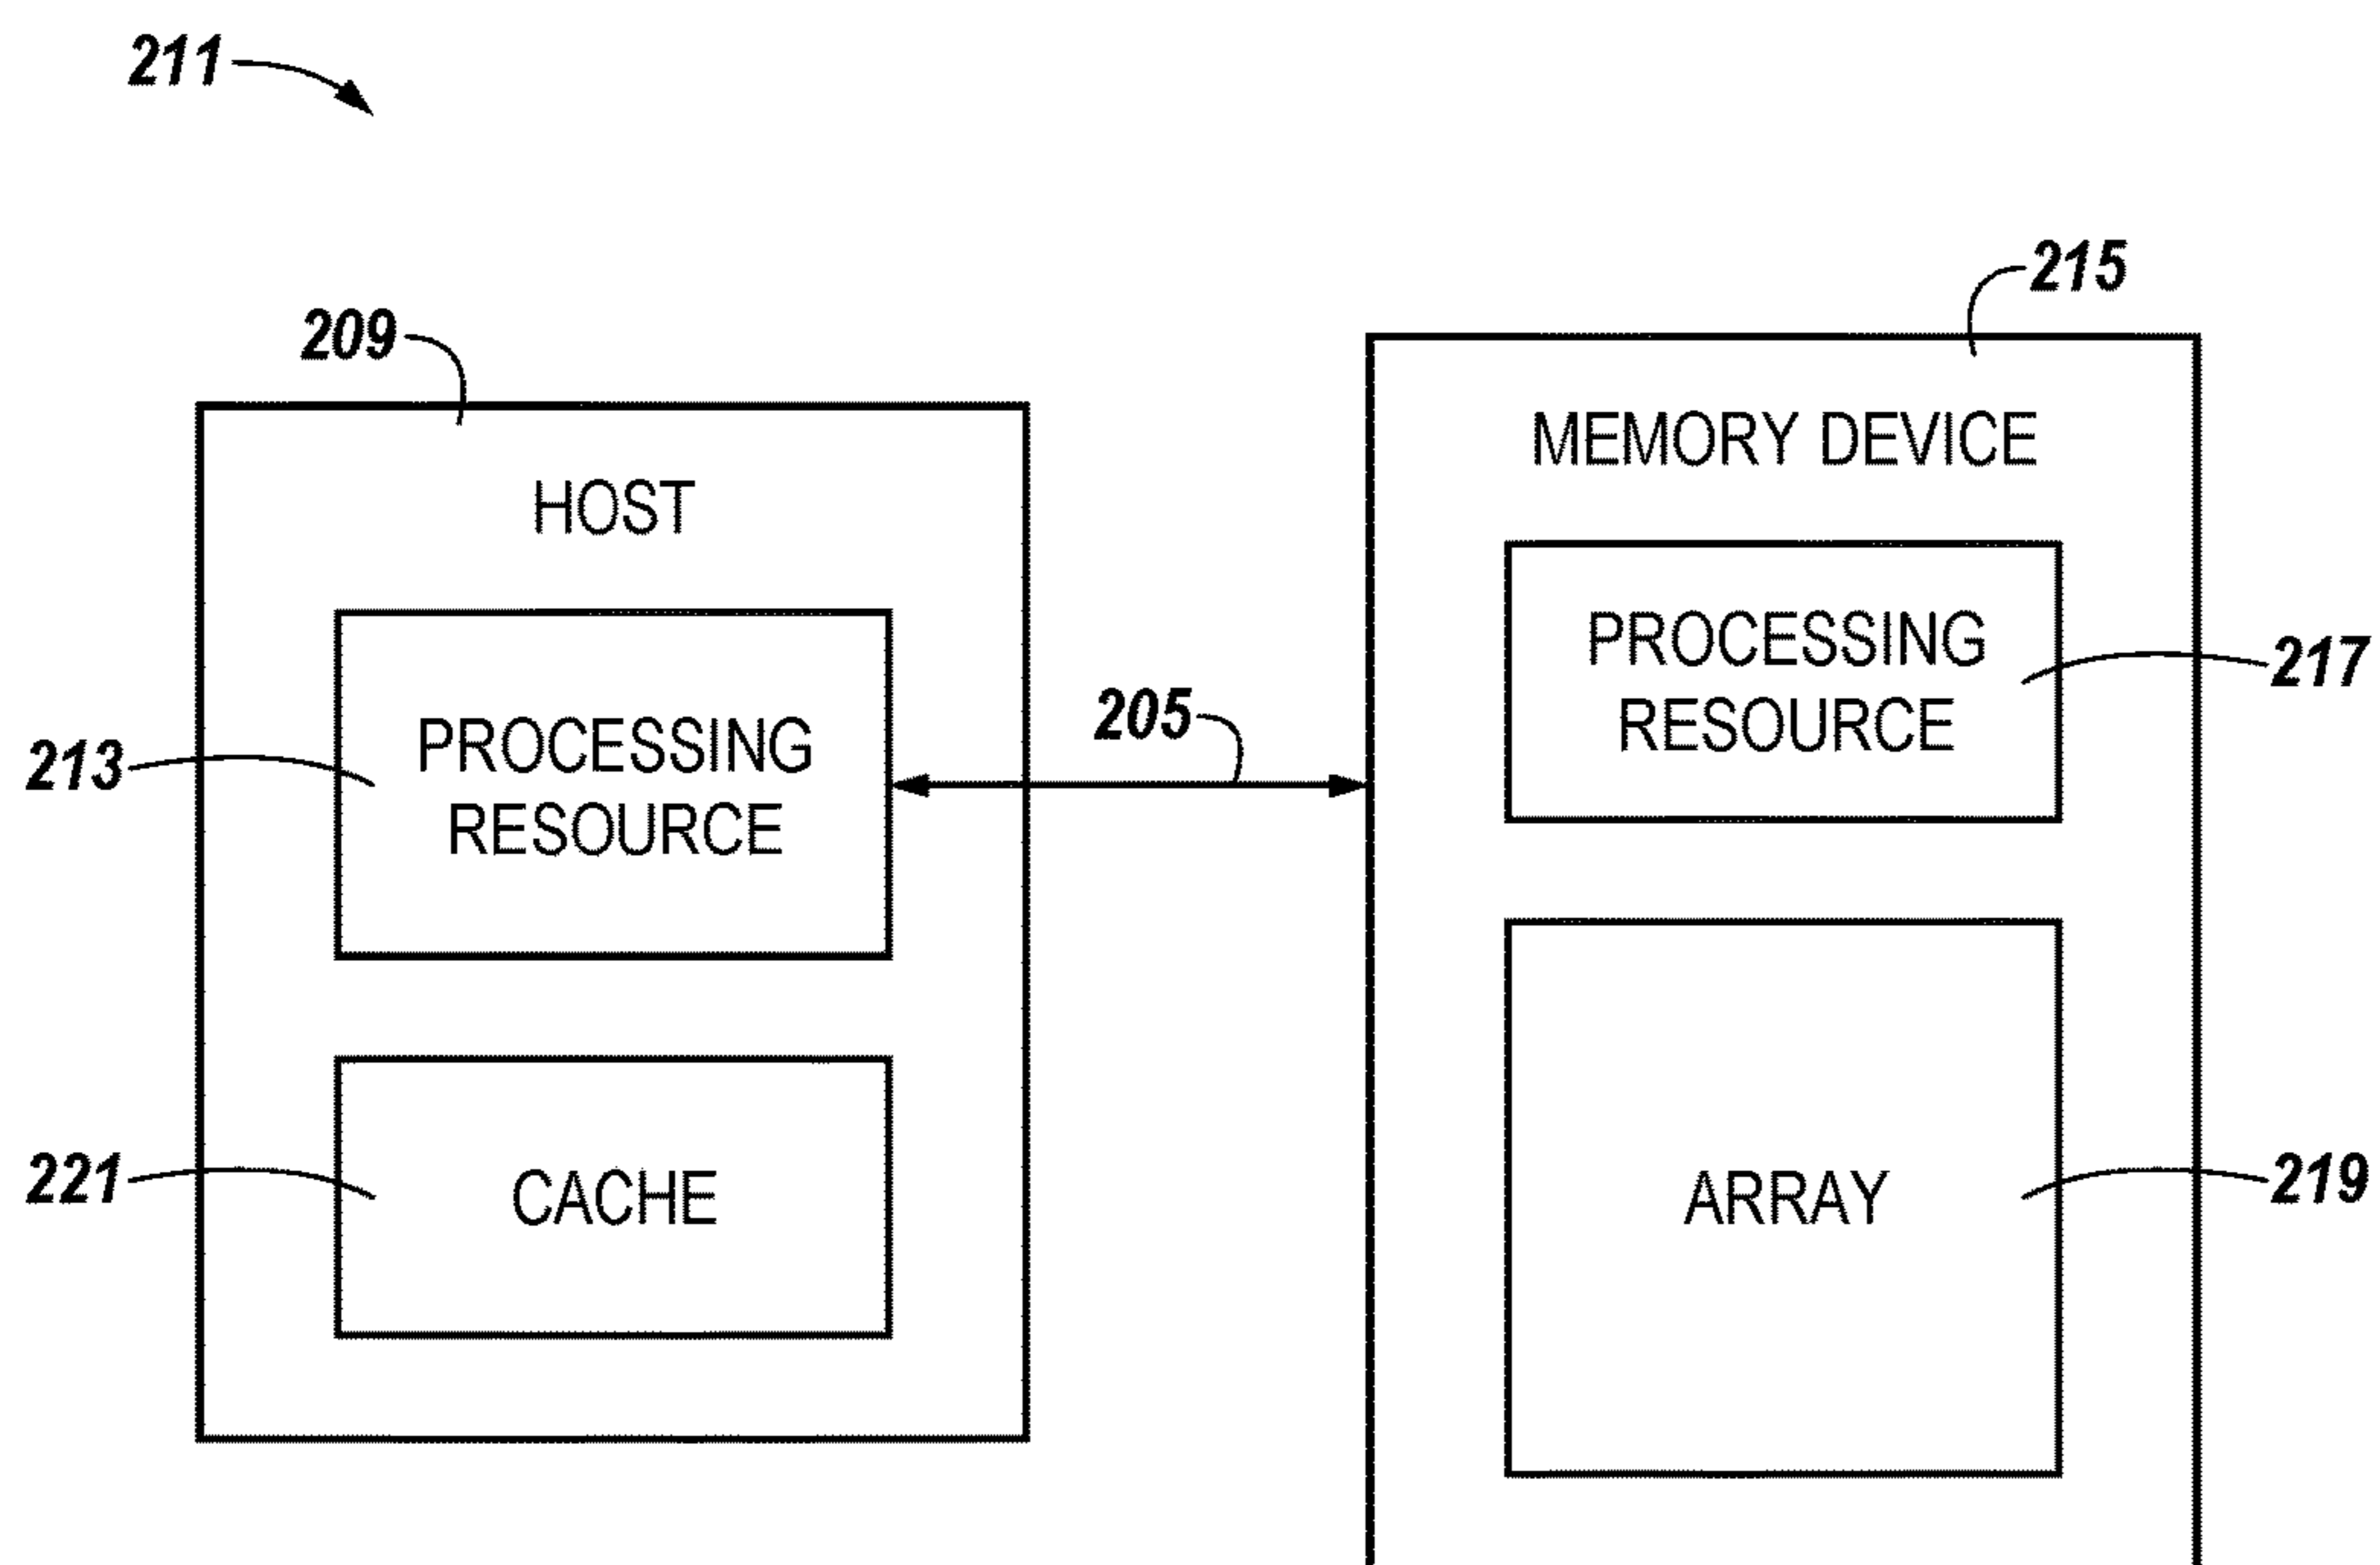 211
215
209
MEMORY DEVICE
HOST
PROCESSING
RESOURCE
217
205
213
PROCESSING
RESOURCE
221
CACHE
ARRAY
219